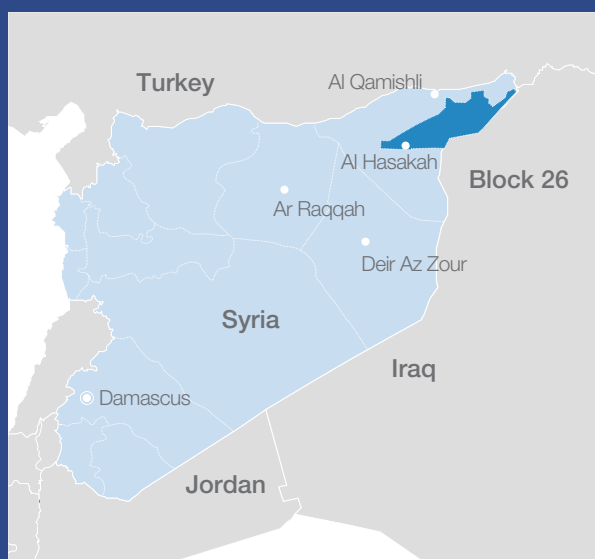 Turkey
Al Qamishli
Al Hasakah
Block 26
Ar Raqqah
Deir Az Zour
Syria
Iraq
Damascus
Jordan